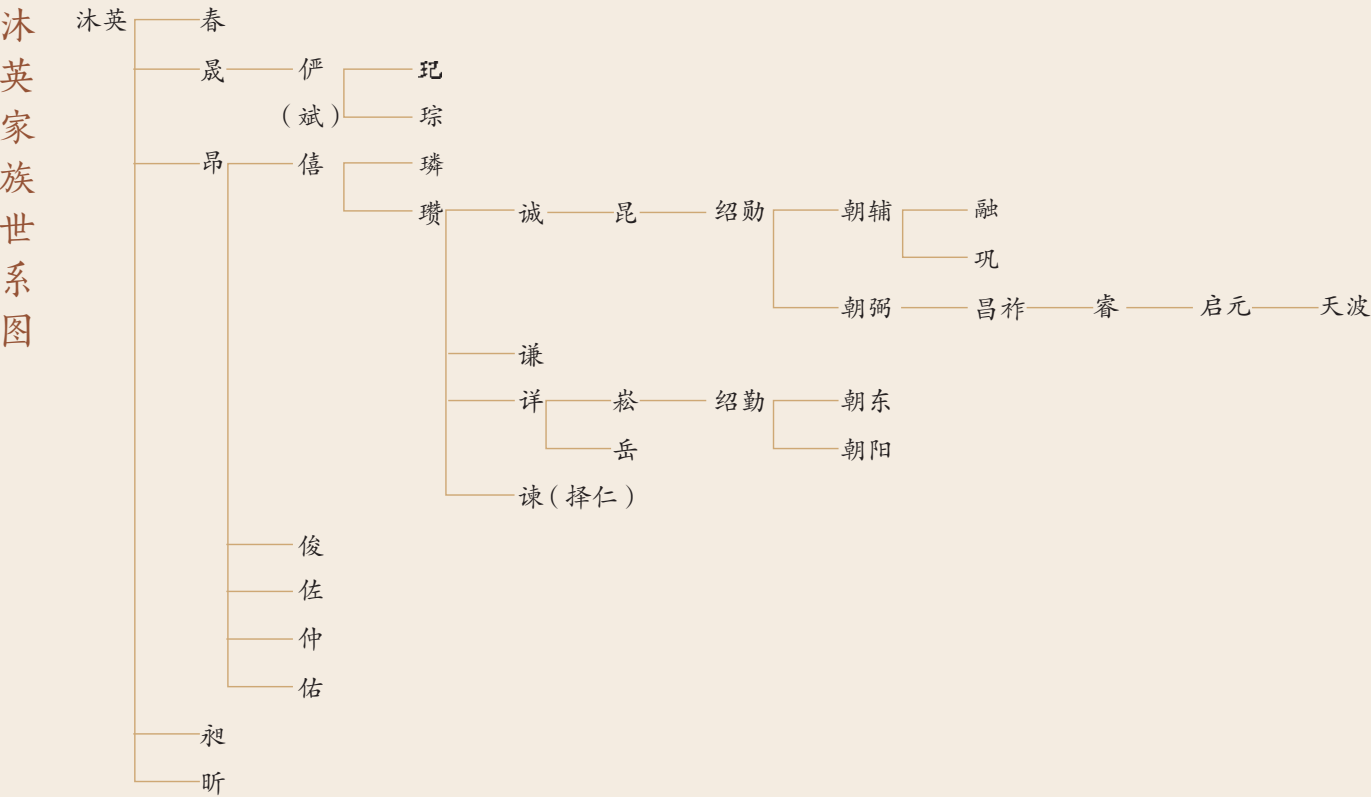 沐英家族世系图
沐英 春
晟 俨 玘
（斌） 琮
昂 僖 璘
瓒 诚 昆 绍勋 朝辅 融
巩
朝弼 昌祚 睿 启元 天波
谦
详 崧 绍勤 朝东
岳 朝阳
谏（择仁）
俊
佐
仲
佑
昶
昕